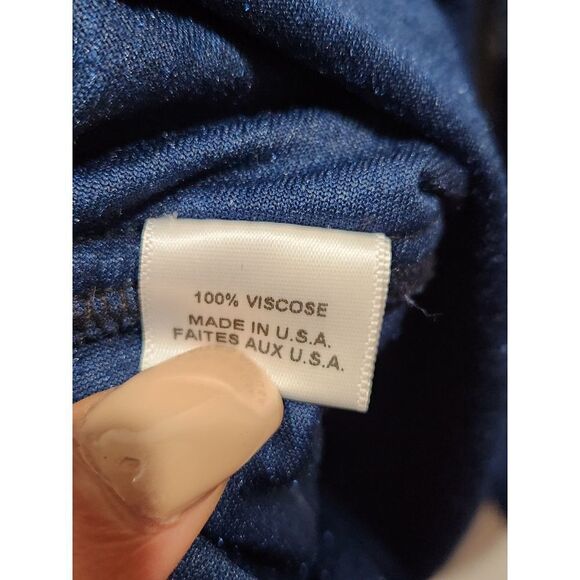 100% VISCOSE
MADE IN U.S.A.
FAITES AUX U.S.A.